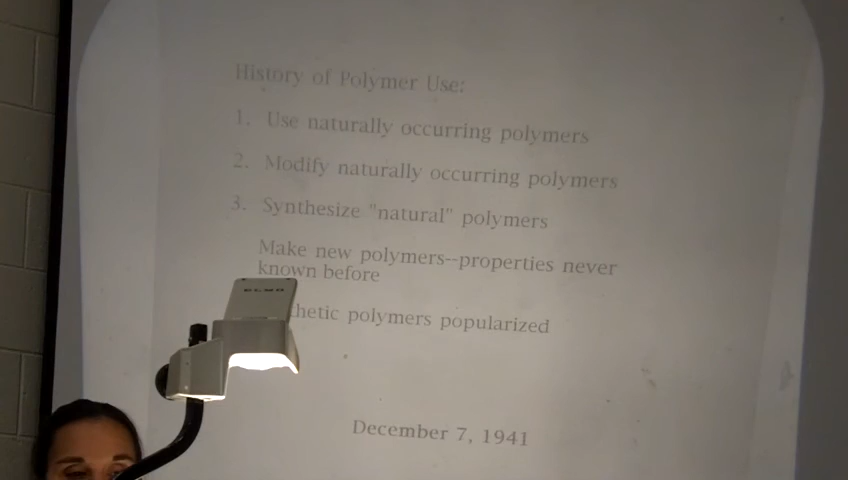 History of Polymer Use:
1. Use naturally occurring polymers
2. Modify naturally occurring polymers
3. Synthesize "natural" polymers
Make new polymers--properties never
known before
thetic polymers popularized
December 7, 1941